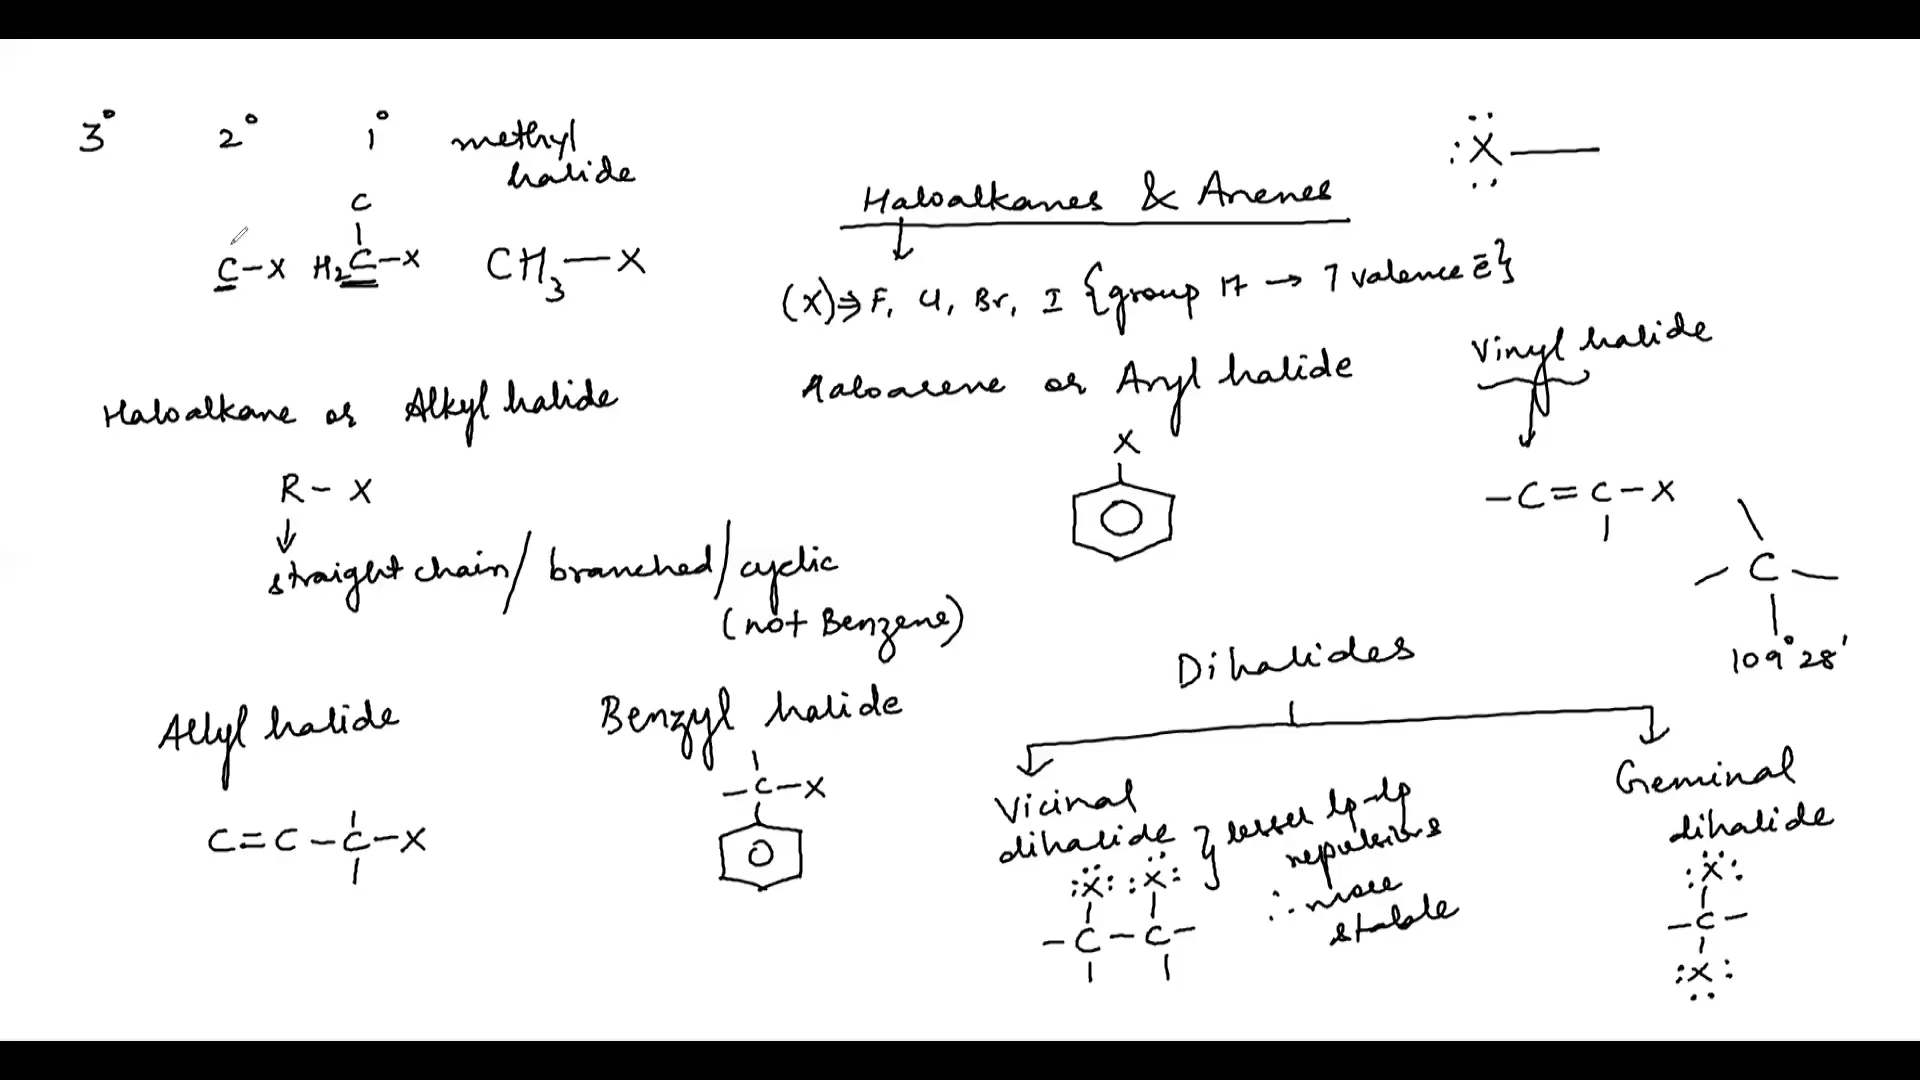 3° 2° 1° methyl halide
C
C-X H₂C-X CH₃-X
:X—
Haloalkanes & Arenes
(X)⇒ F, Cl, Br, I {group 17 → 7 valence ē}
Haloalkane or Alkyl halide
R - X
straight chain/ branched/ cyclic
(not Benzene)
Haloarene or Aryl halide
X
Vinyl halide
-C=C-X
C
109°28'
Allyl halide
C=C-C-X
Benzyl halide
-C-X
Dihalides
Vicinal
dihalide } lesser lp-lp
repulsions
∴ more
stable
:X: :X:
-C-C-
Geminal
dihalide
:X:
-C-
:X: